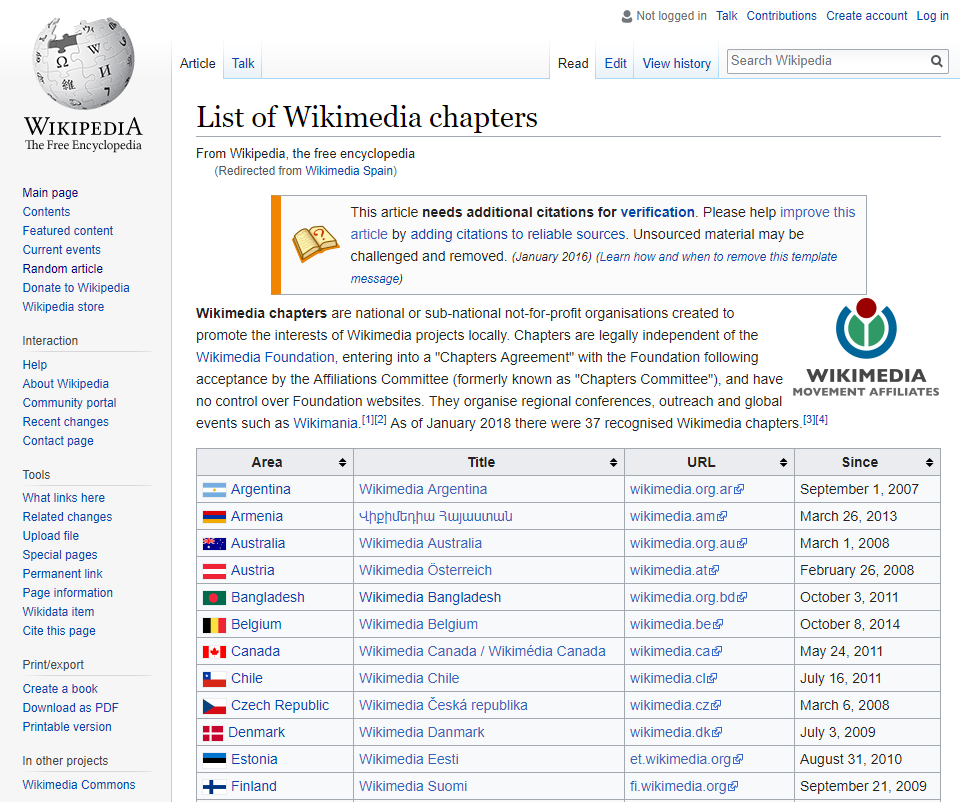 Not logged in Talk Contributions Create account Log in
Article Talk Read Edit View history Search Wikipedia
WIKIPEDIA
The Free Encyclopedia
Main page
Contents
Featured content
Current events
Random article
Donate to Wikipedia
Wikipedia store
Interaction
Help
About Wikipedia
Community portal
Recent changes
Contact page
Tools
What links here
Related changes
Upload file
Special pages
Permanent link
Page information
Wikidata item
Cite this page
Print/export
Create a book
Download as PDF
Printable version
In other projects
Wikimedia Commons
List of Wikimedia chapters
From Wikipedia, the free encyclopedia
(Redirected from Wikimedia Spain)
This article needs additional citations for verification. Please help improve this
article by adding citations to reliable sources. Unsourced material may be
challenged and removed. (January 2016) (Learn how and when to remove this template
message)
Wikimedia chapters are national or sub-national not-for-profit organisations created to
promote the interests of Wikimedia projects locally. Chapters are legally independent of the
Wikimedia Foundation, entering into a "Chapters Agreement" with the Foundation following
acceptance by the Affiliations Committee (formerly known as "Chapters Committee"), and have
no control over Foundation websites. They organise regional conferences, outreach and global
events such as Wikimania.[1][2] As of January 2018 there were 37 recognised Wikimedia chapters.[3][4]
WIKIMEDIA
MOVEMENT AFFILIATES
Area Title URL Since
Argentina Wikimedia Argentina wikimedia.org.ar September 1, 2007
Armenia Վիքիմեդիա Հայաստան wikimedia.am March 26, 2013
Australia Wikimedia Australia wikimedia.org.au March 1, 2008
Austria Wikimedia Österreich wikimedia.at February 26, 2008
Bangladesh Wikimedia Bangladesh wikimedia.org.bd October 3, 2011
Belgium Wikimedia Belgium wikimedia.be October 8, 2014
Canada Wikimedia Canada / Wikimédia Canada wikimedia.ca May 24, 2011
Chile Wikimedia Chile wikimedia.cl July 16, 2011
Czech Republic Wikimedia Česká republika wikimedia.cz March 6, 2008
Denmark Wikimedia Danmark wikimedia.dk July 3, 2009
Estonia Wikimedia Eesti et.wikimedia.org August 31, 2010
Finland Wikimedia Suomi fi.wikimedia.org September 21, 2009